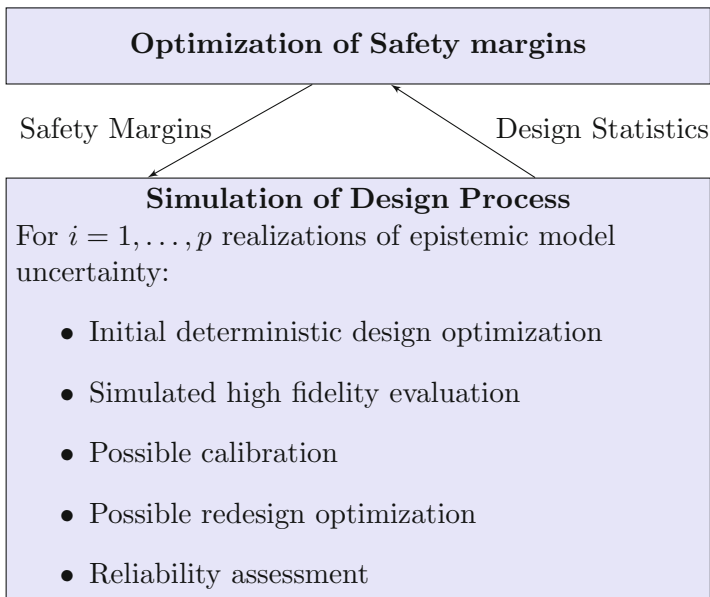 Optimization of Safety margins
Safety Margins
Design Statistics
Simulation of Design Process
For i = 1, . . . , p realizations of epistemic model
uncertainty:
• Initial deterministic design optimization
• Simulated high fidelity evaluation
• Possible calibration
• Possible redesign optimization
• Reliability assessment